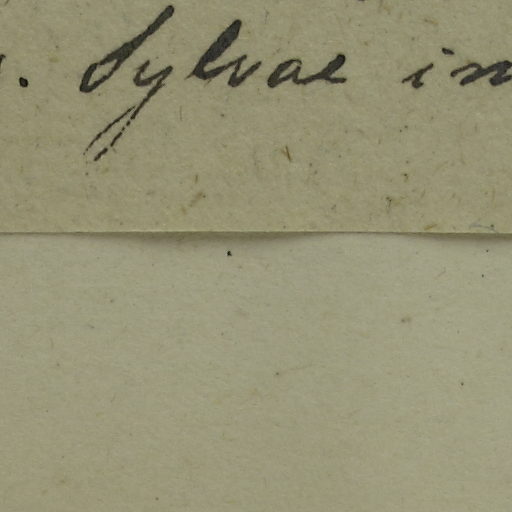 . Sylvae in